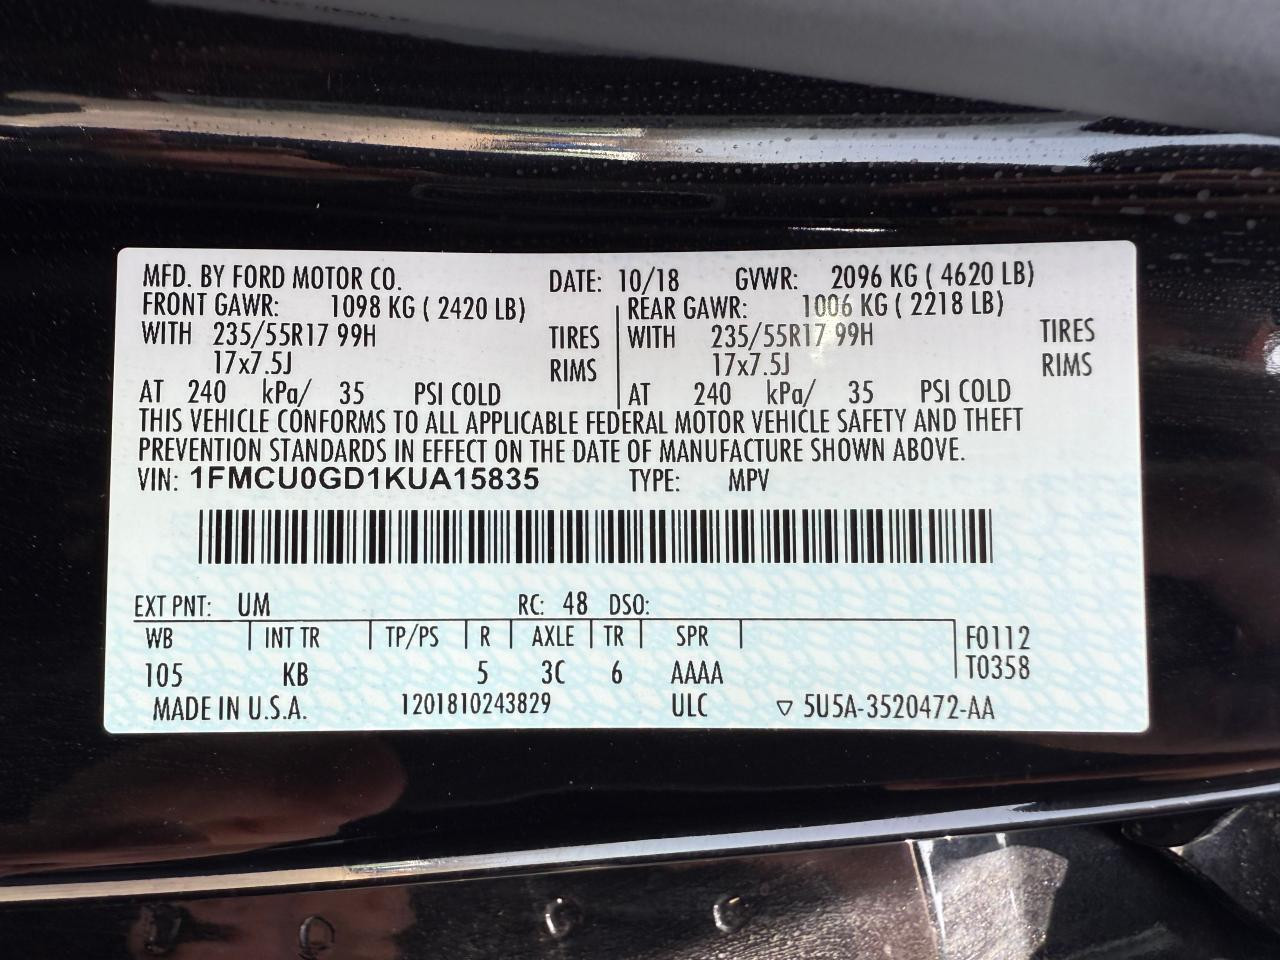 MFD. BY FORD MOTOR CO. DATE: 10/18 GVWR: 2096 KG ( 4620 LB)
FRONT GAWR: 1098 KG ( 2420 LB) REAR GAWR: 1006 KG ( 2218 LB)
WITH 235/55R17 99H TIRES WITH 235/55R17 99H TIRES
17x7.5J RIMS 17x7.5J RIMS
AT 240 kPa/ 35 PSI COLD AT 240 kPa/ 35 PSI COLD
THIS VEHICLE CONFORMS TO ALL APPLICABLE FEDERAL MOTOR VEHICLE SAFETY AND THEFT
PREVENTION STANDARDS IN EFFECT ON THE DATE OF MANUFACTURE SHOWN ABOVE.
VIN: 1FMCU0GD1KUA15835 TYPE: MPV
EXT PNT: UM RC: 48 DSO:
WB INT TR TP/PS R AXLE TR SPR F0112
105 KB 5 3C 6 AAAA T0358
MADE IN U.S.A. 1201810243829 ULC ▽ 5U5A-3520472-AA